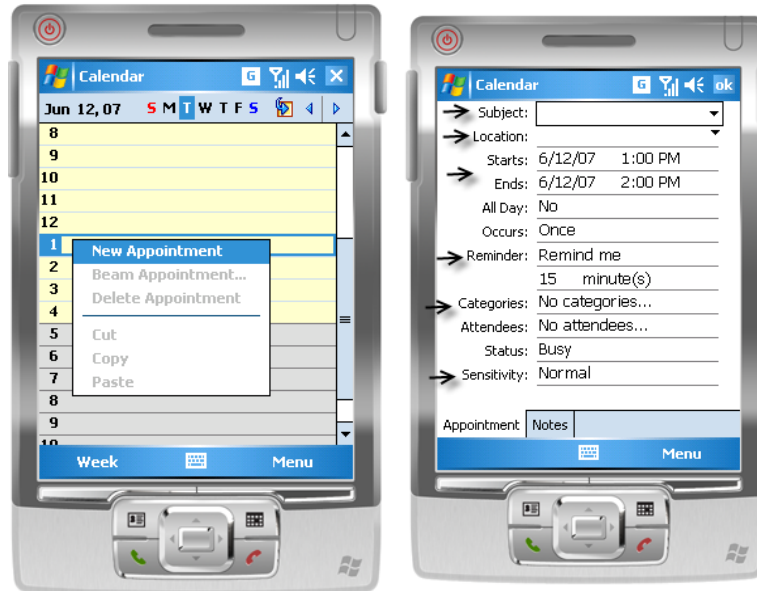 Calendar G
Jun 12, 07 S M T W T F S
8
9
10
11
12
1
New Appointment
2
Beam Appointment...
3
Delete Appointment
4
5
Cut
6
Copy
7
Paste
8
9
10
Week Menu
Calendar G ok
Subject:
Location:
Starts: 6/12/07 1:00 PM
Ends: 6/12/07 2:00 PM
All Day: No
Occurs: Once
Reminder: Remind me
15 minute(s)
Categories: No categories...
Attendees: No attendees...
Status: Busy
Sensitivity: Normal
Appointment Notes
Menu